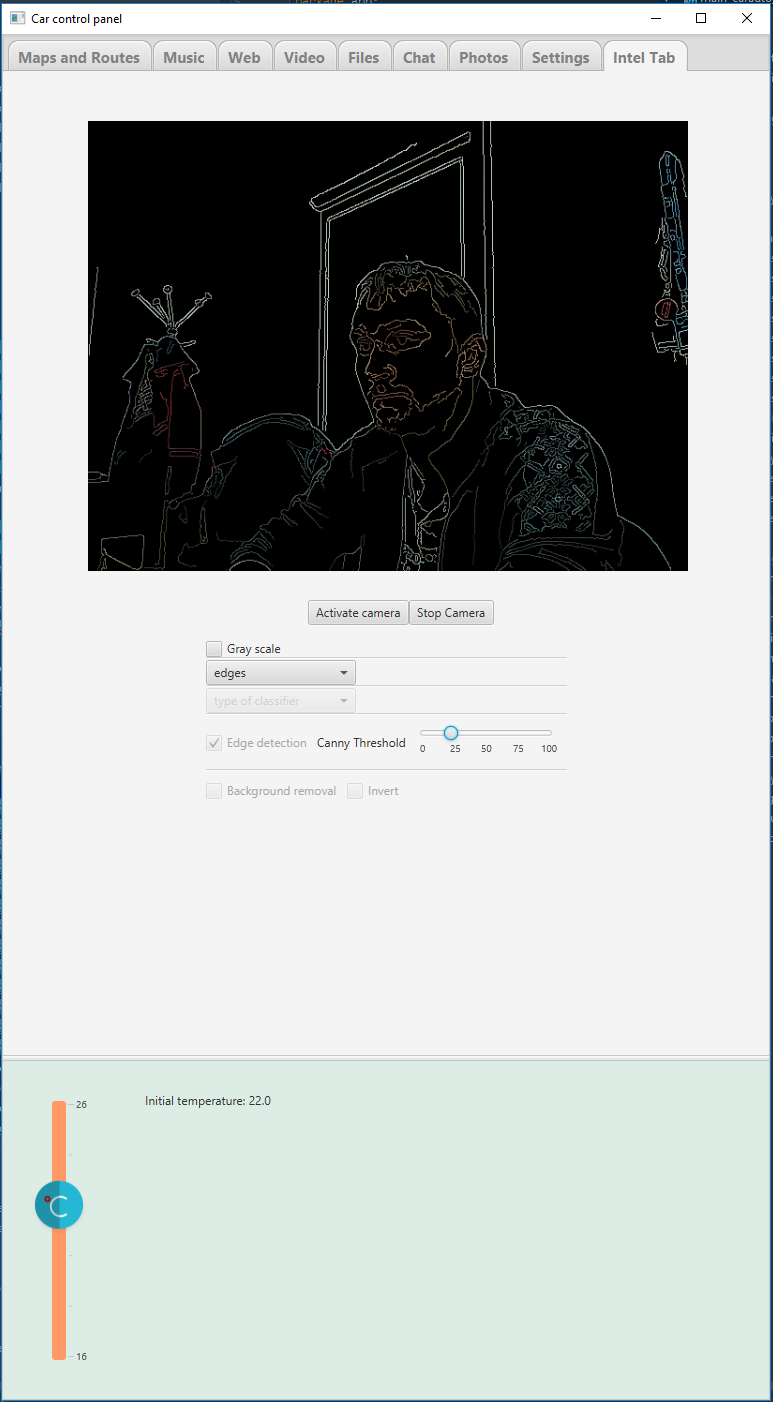 Car control panel
Maps and Routes Music Web Video Files Chat Photos Settings Intel Tab
Activate camera Stop Camera
Gray scale
edges
type of classifier
Edge detection Canny Threshold
0 25 50 75 100
Background removal Invert
26
Initial temperature: 22.0
°C
16